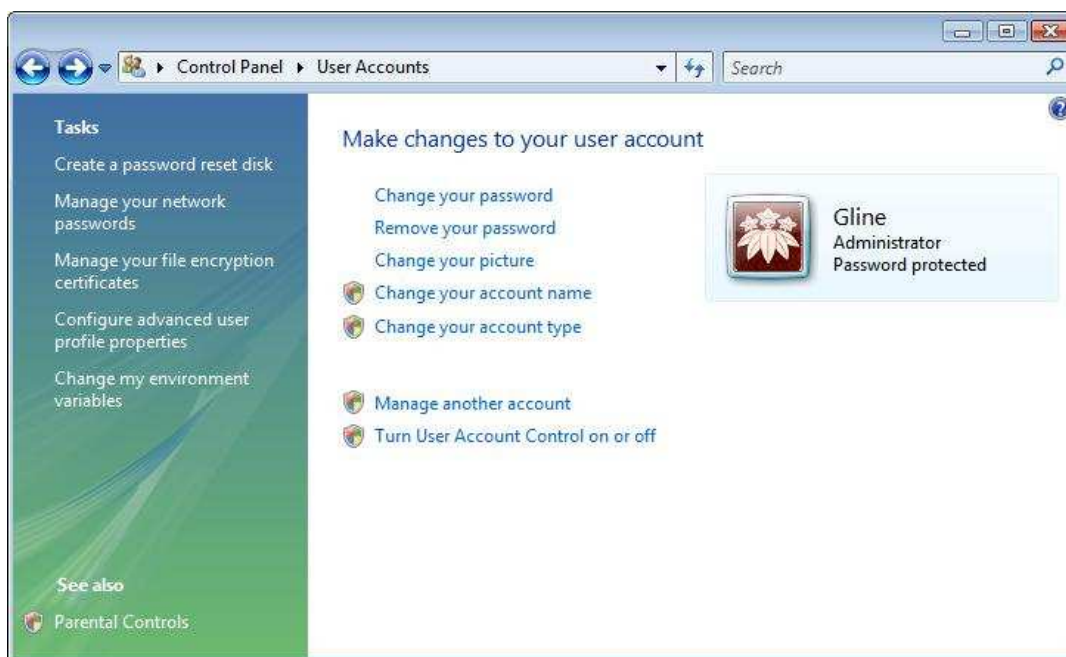 Control Panel
User Accounts
Search
Tasks
Create a password reset disk
Manage your network
passwords
Manage your file encryption
certificates
Configure advanced user
profile properties
Change my environment
variables
See also
Parental Controls
Make changes to your user account
Change your password
Remove your password
Change your picture
Change your account name
Change your account type
Manage another account
Turn User Account Control on or off
Gline
Administrator
Password protected